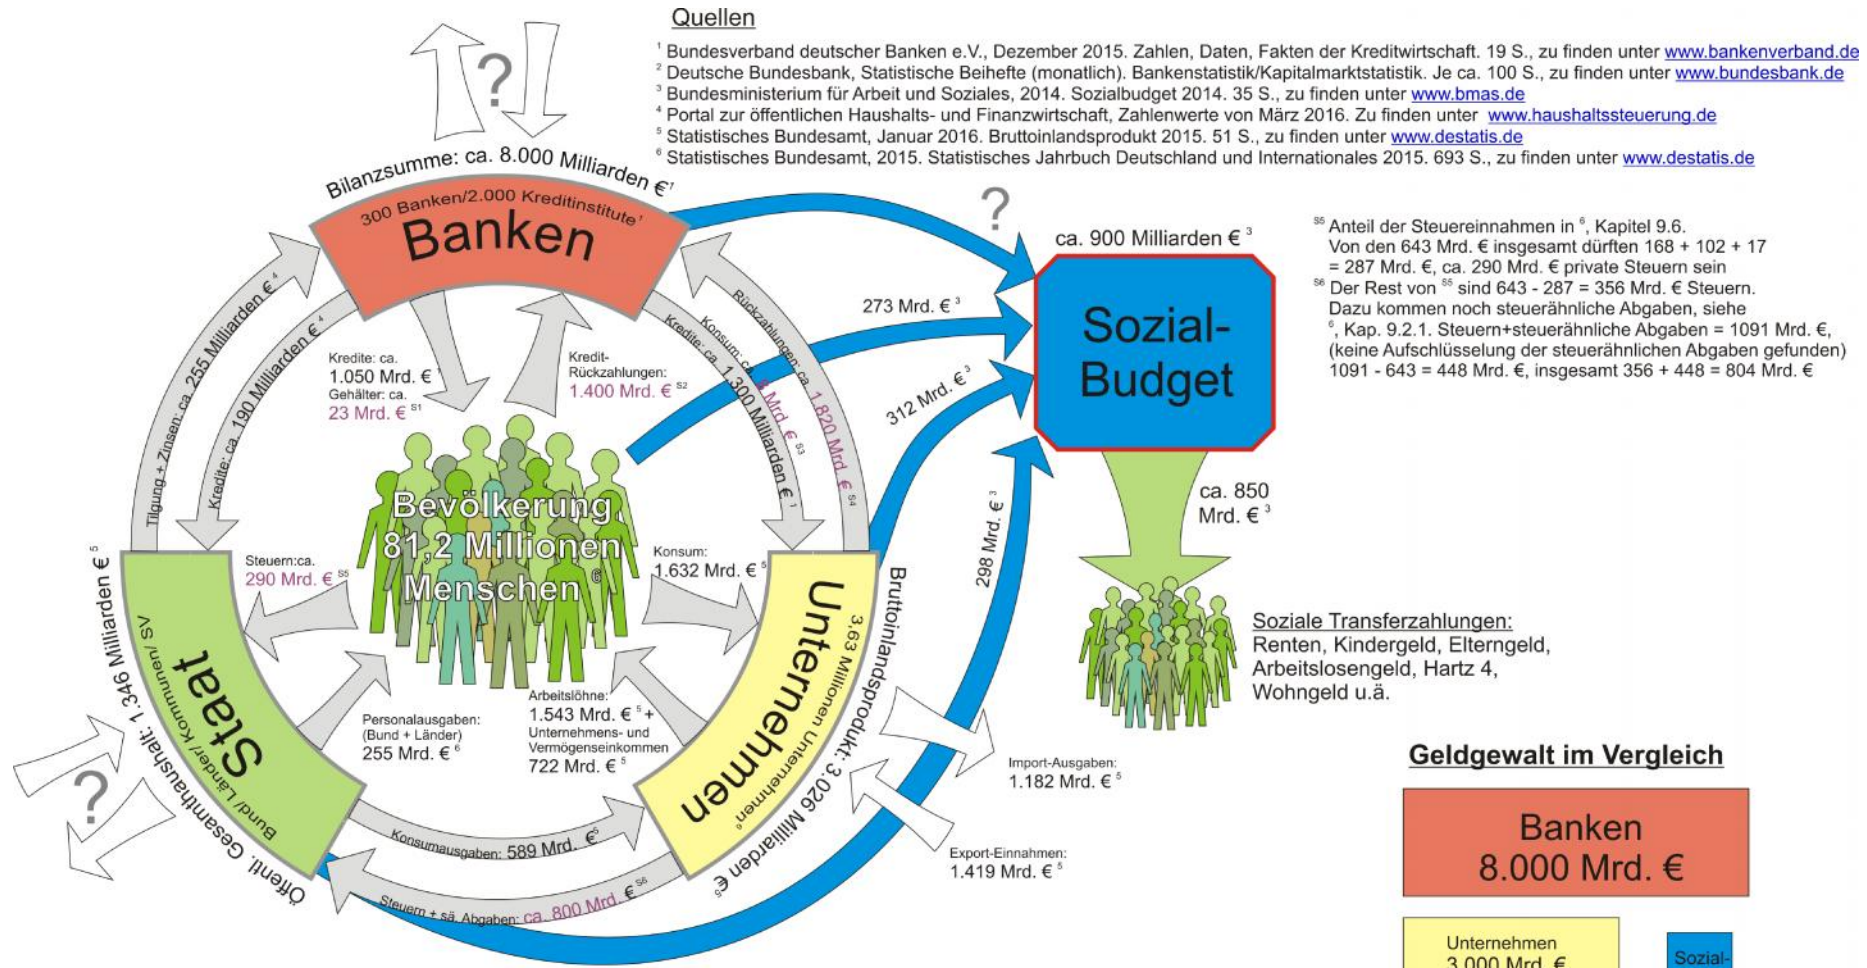 Quellen
¹ Bundesverband deutscher Banken e.V., Dezember 2015. Zahlen, Daten, Fakten der Kreditwirtschaft. 19 S., zu finden unter www.bankenverband.de
² Deutsche Bundesbank, Statistische Beihefte (monatlich). Bankenstatistik/Kapitalmarktstatistik. Je ca. 100 S., zu finden unter www.bundesbank.de
³ Bundesministerium für Arbeit und Soziales, 2014. Sozialbudget 2014. 35 S., zu finden unter www.bmas.de
⁴ Portal zur öffentlichen Haushalts- und Finanzwirtschaft, Zahlenwerte von März 2016. Zu finden unter www.haushaltssteuerung.de
⁵ Statistisches Bundesamt, Januar 2016. Bruttoinlandsprodukt 2015. 51 S., zu finden unter www.destatis.de
⁶ Statistisches Bundesamt, 2015. Statistisches Jahrbuch Deutschland und Internationales 2015. 693 S., zu finden unter www.destatis.de
?
Bilanzsumme: ca. 8.000 Milliarden €¹
300 Banken/2.000 Kreditinstitute¹
Banken
?
ca. 900 Milliarden € ³
Sozial-
Budget
S5 Anteil der Steuereinnahmen in ⁶, Kapitel 9.6.
Von den 643 Mrd. € insgesamt dürften 168 + 102 + 17
= 287 Mrd. €, ca. 290 Mrd. € private Steuern sein
S6 Der Rest von S5 sind 643 - 287 = 356 Mrd. € Steuern.
Dazu kommen noch steuerähnliche Abgaben, siehe
⁶, Kap. 9.2.1. Steuern+steuerähnliche Abgaben = 1091 Mrd. €,
(keine Aufschlüsselung der steuerähnlichen Abgaben gefunden)
1091 - 643 = 448 Mrd. €, insgesamt 356 + 448 = 804 Mrd. €
273 Mrd. € ³
312 Mrd. € ³
298 Mrd. € ³
Tilgung + Zinsen: ca. 255 Milliarden € ⁴
Kredite: ca. 190 Milliarden € ⁴
Kredite: ca.
1.050 Mrd. € ¹
Gehälter: ca.
23 Mrd. € S1
Kredit-
Rückzahlungen:
1.400 Mrd. € S2
Rückzahlungen: ca. 1.820 Mrd. € S4
Konsum: ca. Mrd. € S3
Kredite: ca. 1.300 Milliarden € ¹
Bevölkerung
81,2 Millionen
Menschen ⁶
Steuern:ca.
290 Mrd. € S5
Konsum:
1.632 Mrd. € ⁵
ca. 850
Mrd. € ³
Soziale Transferzahlungen:
Renten, Kindergeld, Elterngeld,
Arbeitslosengeld, Hartz 4,
Wohngeld u.ä.
Öffentl. Gesamthaushalt: 1.346 Milliarden € ⁵
Staat
Bund/ Länder/ Kommunen/ SV
?
Personalausgaben:
(Bund + Länder)
255 Mrd. € ⁶
Arbeitslöhne:
1.543 Mrd. € ⁵ +
Unternehmens- und
Vermögenseinkommen
722 Mrd. € ⁵
Unternehmen
3,63 Millionen Unternehmen⁶
Bruttoinlandsprodukt: 3.026 Milliarden €⁵
Import-Ausgaben:
1.182 Mrd. € ⁵
Export-Einnahmen:
1.419 Mrd. € ⁵
Konsumausgaben: 589 Mrd. €⁵
Steuern + sä. Abgaben: ca. 800 Mrd. € S6
Geldgewalt im Vergleich
Banken
8.000 Mrd. €
Unternehmen
3.000 Mrd. €
Sozial-